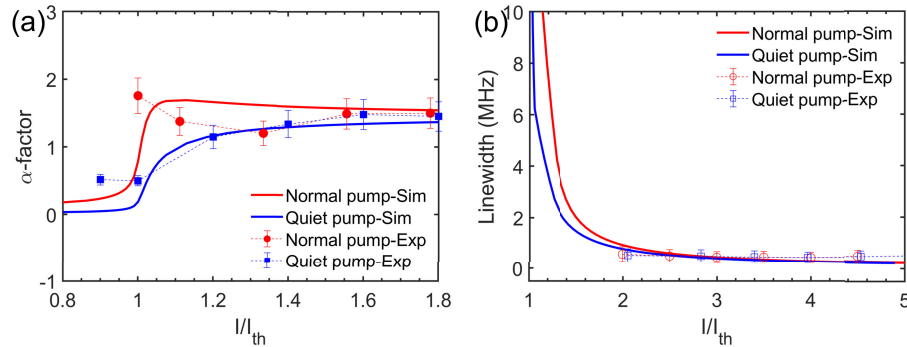 (a)
α-factor
3
2
1
0
-1
0.8
1
1.2
1.4
1.6
1.8
I/Ith
Normal pump-Sim
Quiet pump-Sim
Normal pump-Exp
Quiet pump-Exp
(b)
Linewidth (MHz)
10
8
6
4
2
0
1
2
3
4
5
I/Ith
Normal pump-Sim
Quiet pump-Sim
Normal pump-Exp
Quiet pump-Exp